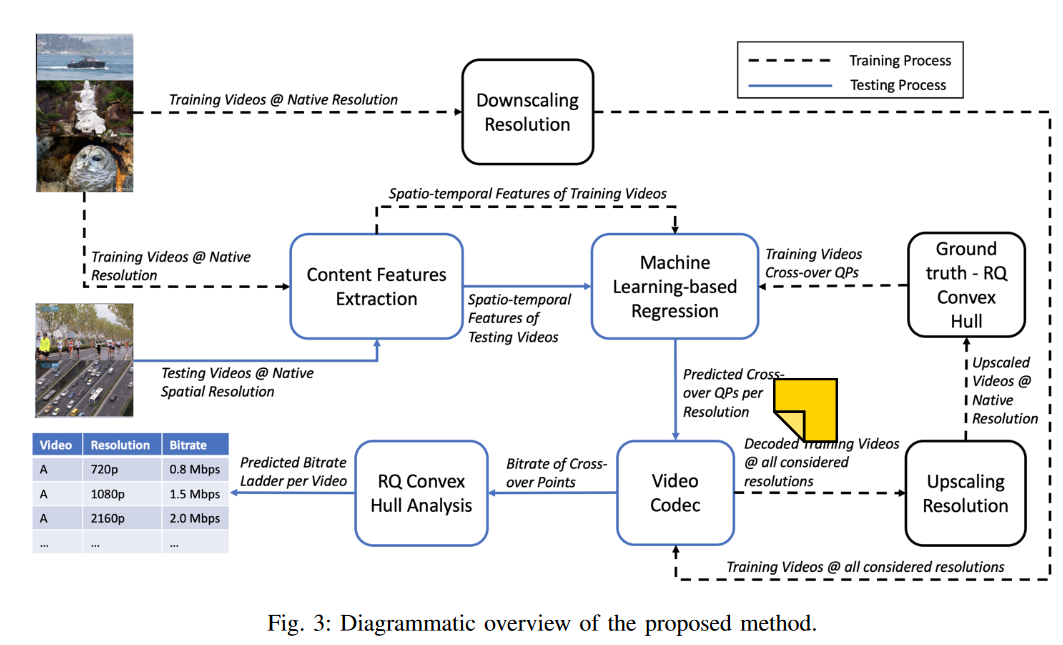 Training Process
Testing Process
Training Videos @ Native Resolution
Downscaling
Resolution
Spatio-temporal Features of Training Videos
Training Videos @ Native
Resolution
Content Features
Extraction
Spatio-temporal
Features of
Testing Videos
Machine
Learning-based
Regression
Training Videos
Cross-over QPs
Ground
truth - RQ
Convex
Hull
Testing Videos @ Native
Spatial Resolution
Predicted Cross-
over QPs per
Resolution
Upscaled
Videos @
Native
Resolution
Video Resolution Bitrate
A 720p 0.8 Mbps
A 1080p 1.5 Mbps
A 2160p 2.0 Mbps
... ... ...
Predicted Bitrate
Ladder per Video
RQ Convex
Hull Analysis
Bitrate of Cross-
over Points
Video
Codec
Decoded Training Videos
@ all considered
resolutions
Upscaling
Resolution
Training Videos @ all considered resolutions
Fig. 3: Diagrammatic overview of the proposed method.